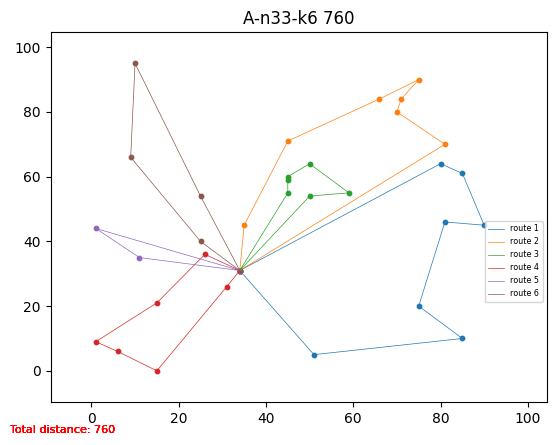 A-n33-k6 760
100
80
60
40
20
0
0 20 40 60 80 100
route 1
route 2
route 3
route 4
route 5
route 6
Total distance: 760